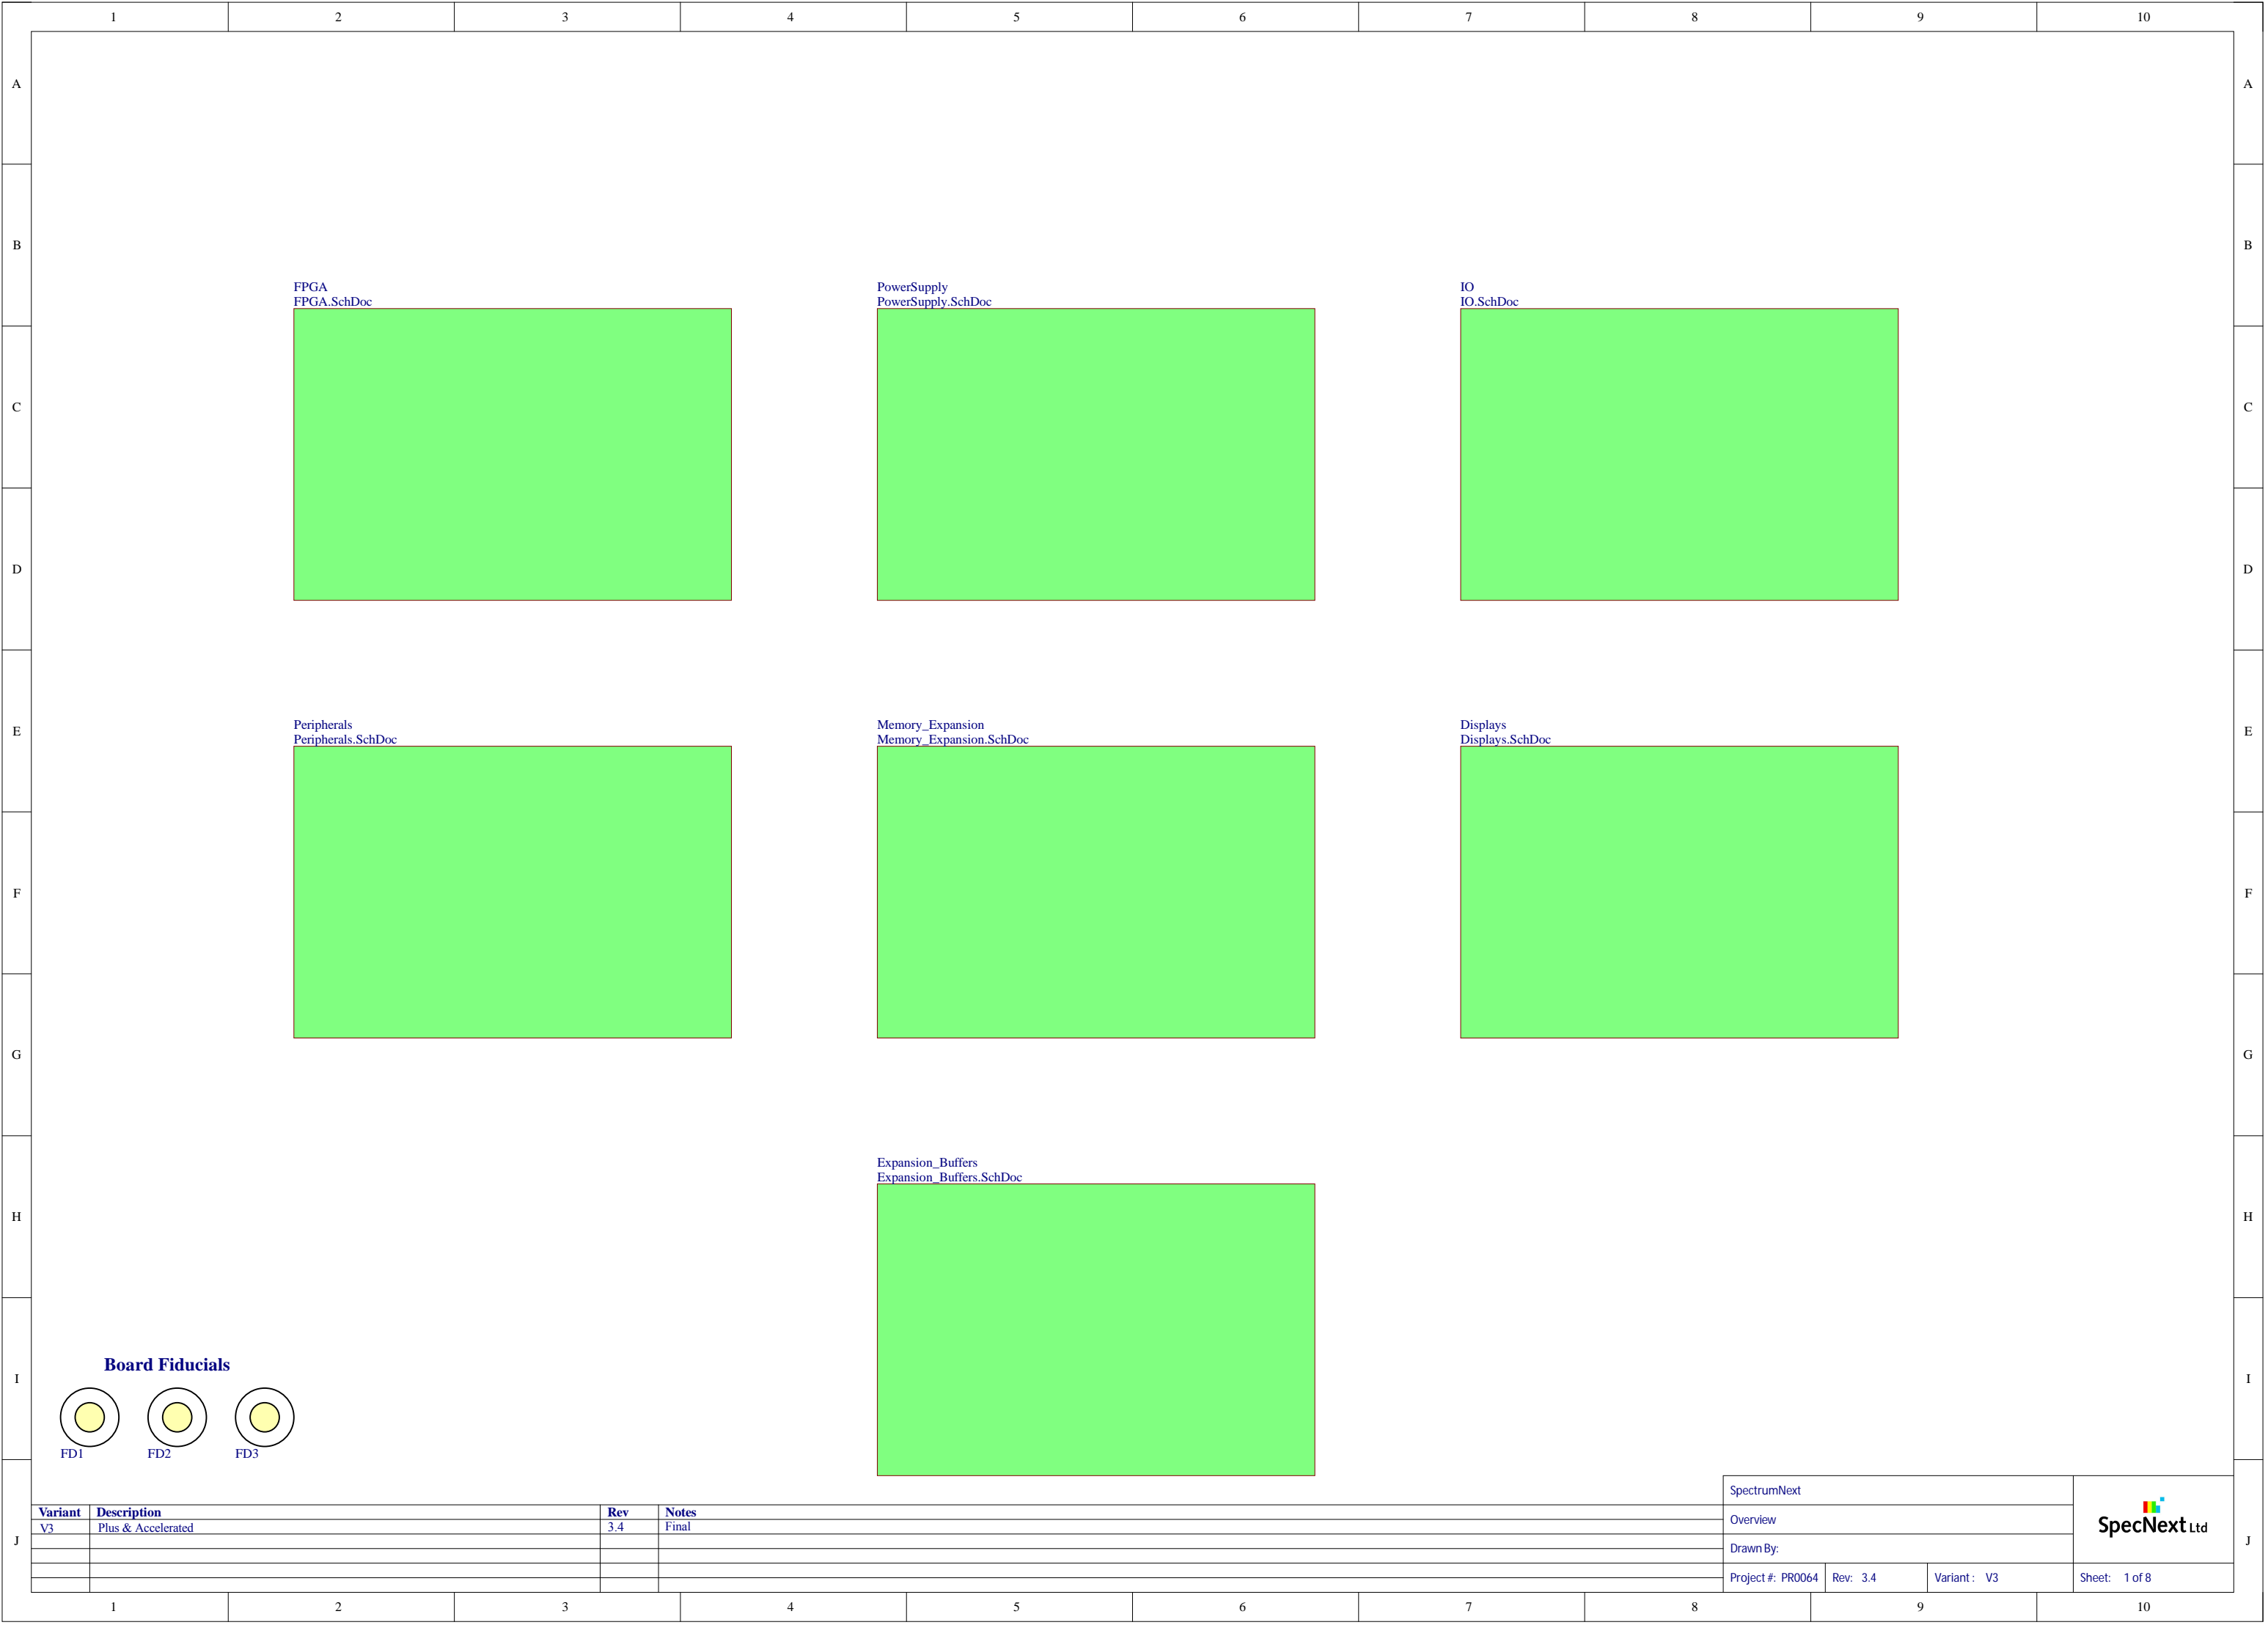 1 2 3 4 5 6 7 8 9 10
A A
B B
FPGA
FPGA.SchDoc
PowerSupply
PowerSupply.SchDoc
IO
IO.SchDoc
C C
D D
Peripherals
Peripherals.SchDoc
Memory_Expansion
Memory_Expansion.SchDoc
Displays
Displays.SchDoc
E E
F F
G G
Expansion_Buffers
Expansion_Buffers.SchDoc
H H
Board Fiducials
I I
FD1 FD2 FD3
Variant Description Rev Notes
V3 Plus & Accelerated 3.4 Final
J J
SpectrumNext
Overview
Drawn By:
Project #: PR0064 Rev: 3.4 Variant : V3 Sheet: 1 of 8
SpecNext Ltd
1 2 3 4 5 6 7 8 9 10